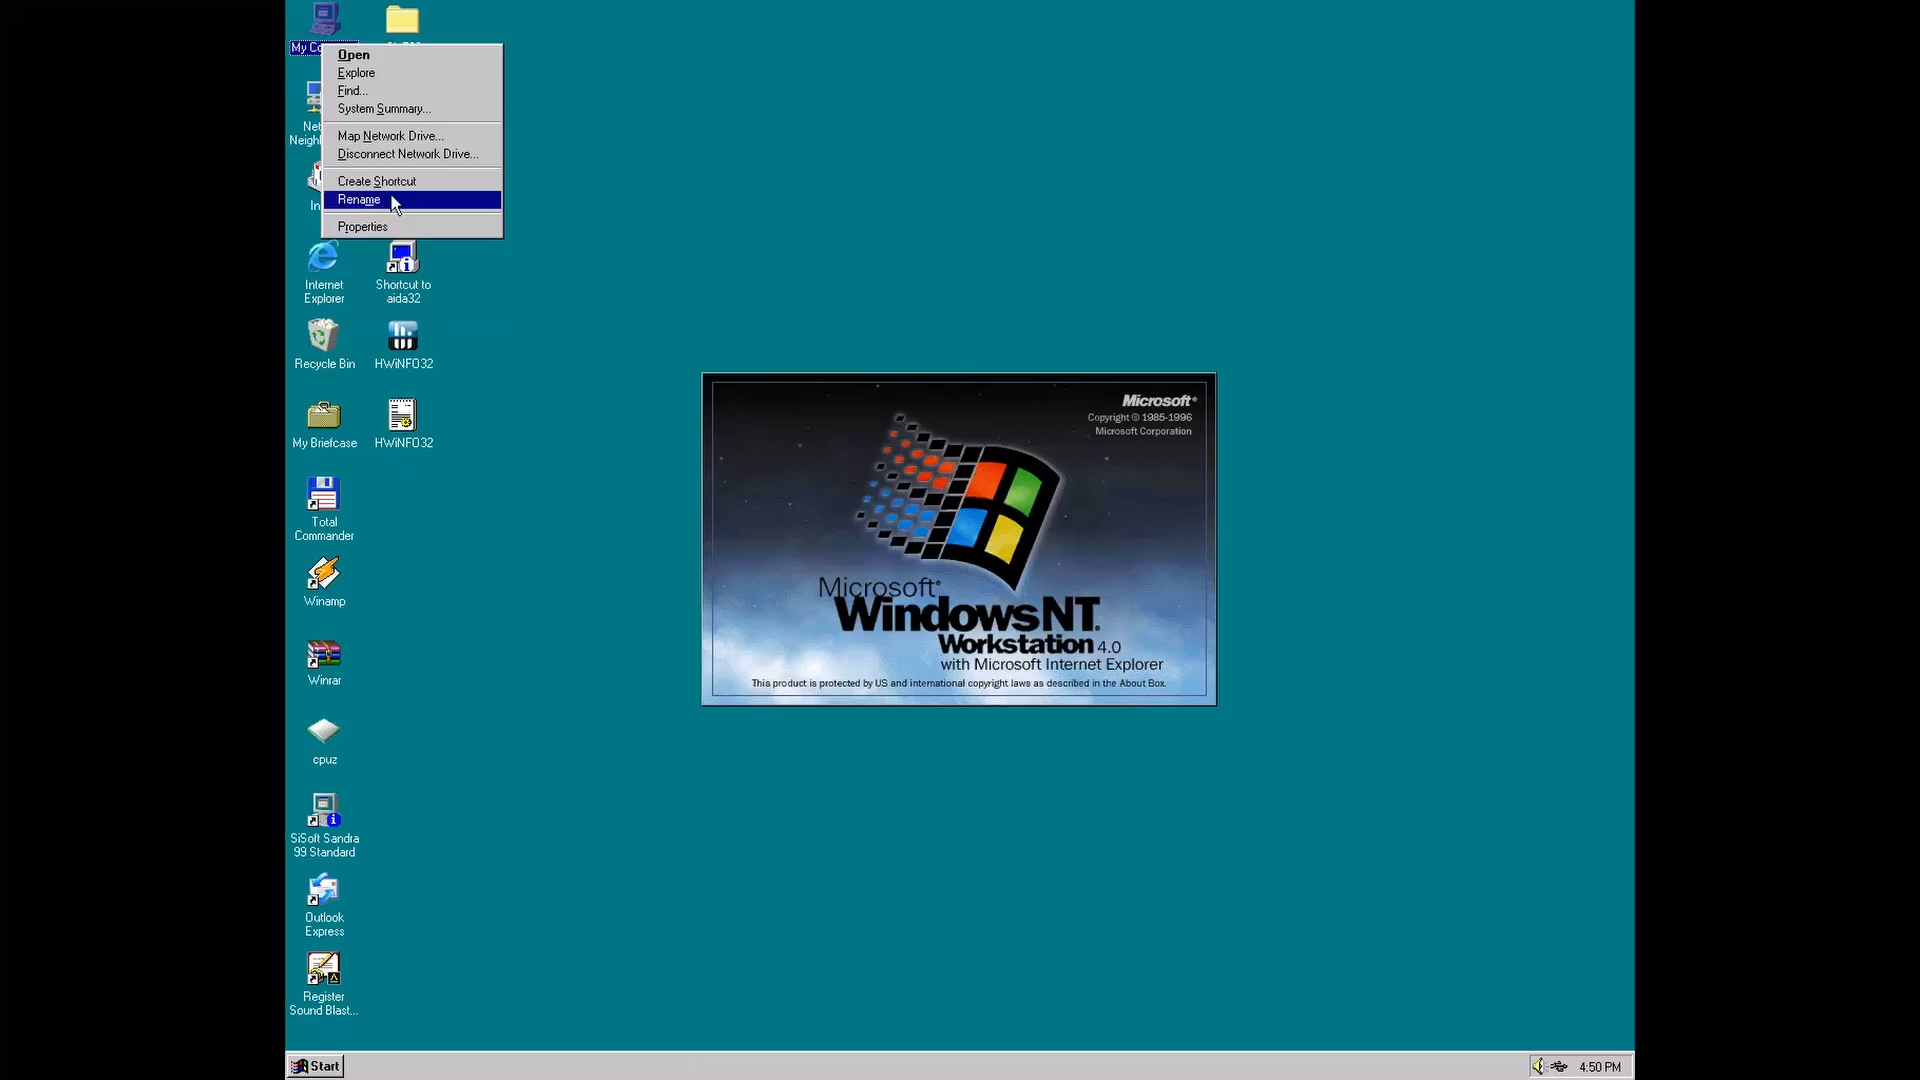 My Co
Open
Explore
Find...
System Summary...
Map Network Drive...
Disconnect Network Drive...
Create Shortcut
Rename
Properties
Net
Neigh
In
Internet
Explorer
Shortcut to
aida32
Recycle Bin
HWiNFO32
My Briefcase
HWiNFO32
Total
Commander
Winamp
Winrar
cpuz
SiSoft Sandra
99 Standard
Outlook
Express
Register
Sound Blast...
Microsoft®
Copyright © 1985-1996
Microsoft Corporation
Microsoft®
Windows NT®
Workstation 4.0
with Microsoft Internet Explorer
This product is protected by US and international copyright laws as described in the About Box.
Start
4:50 PM